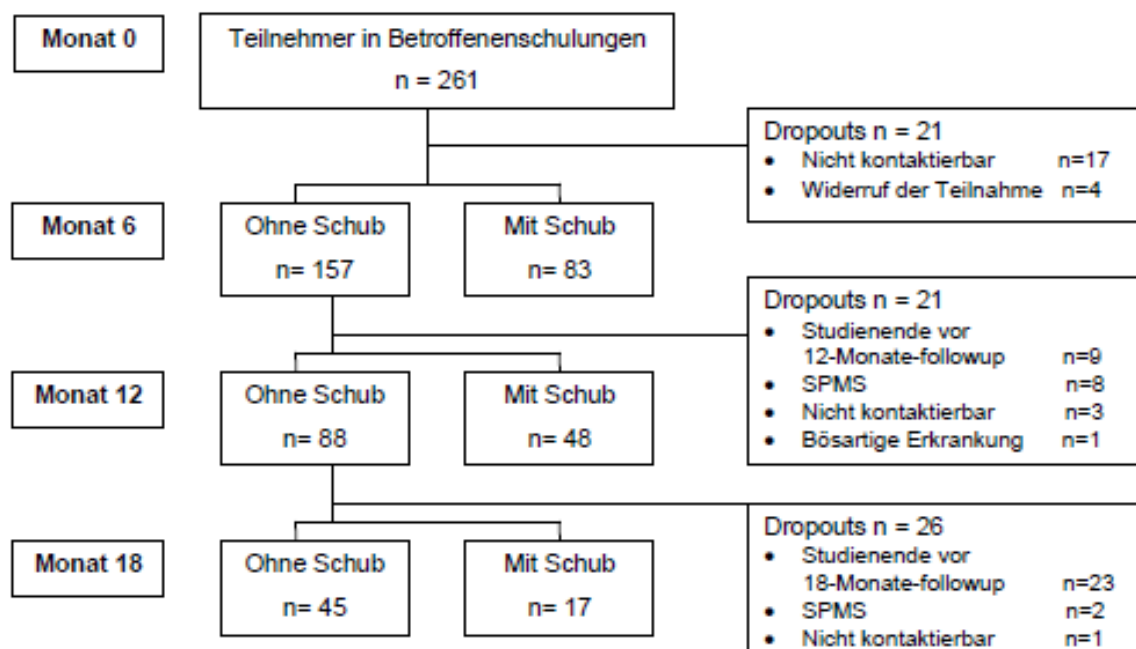 Monat 0
Teilnehmer in Betroffenenschulungen
n = 261
Dropouts n = 21
• Nicht kontaktierbar n=17
• Widerruf der Teilnahme n=4
Monat 6
Ohne Schub
n= 157
Mit Schub
n= 83
Dropouts n = 21
• Studienende vor
12-Monate-followup n=9
• SPMS n=8
• Nicht kontaktierbar n=3
• Bösartige Erkrankung n=1
Monat 12
Ohne Schub
n= 88
Mit Schub
n= 48
Dropouts n = 26
• Studienende vor
18-Monate-followup n=23
• SPMS n=2
• Nicht kontaktierbar n=1
Monat 18
Ohne Schub
n= 45
Mit Schub
n= 17